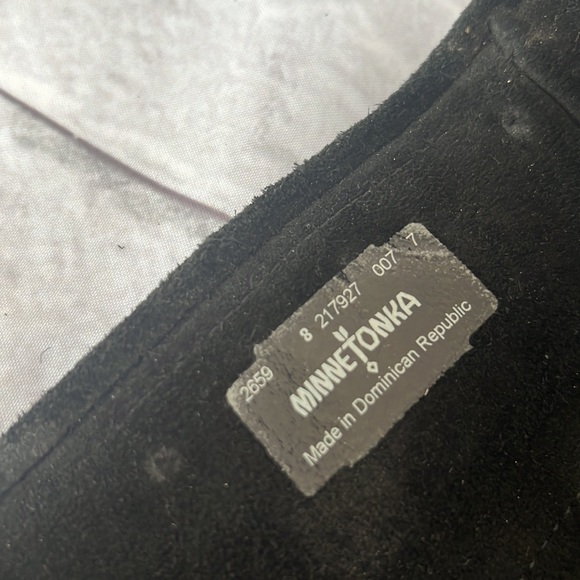 2659 8 217927 007 7
MINNETONKA
Made in Dominican Republic